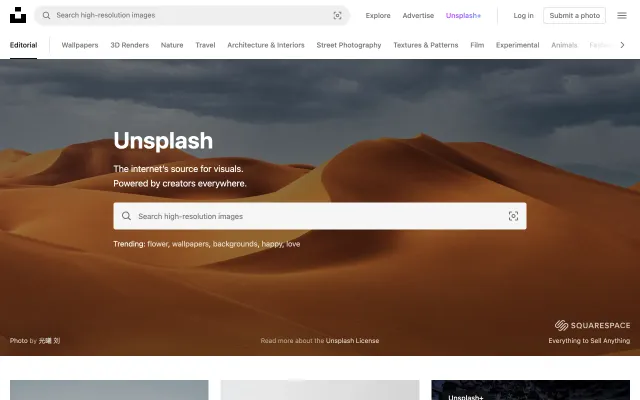 Search high-resolution images
Explore
Advertise
Unsplash+
Log in
Submit a photo
Editorial
Wallpapers
3D Renders
Nature
Travel
Architecture & Interiors
Street Photography
Textures & Patterns
Film
Experimental
Animals
Unsplash
The internet's source for visuals.
Powered by creators everywhere.
Search high-resolution images
Trending: flower, wallpapers, backgrounds, happy, love
SQUARESPACE
Photo by 光曦 刘
Read more about the Unsplash License
Everything to Sell Anything
Unsplash+